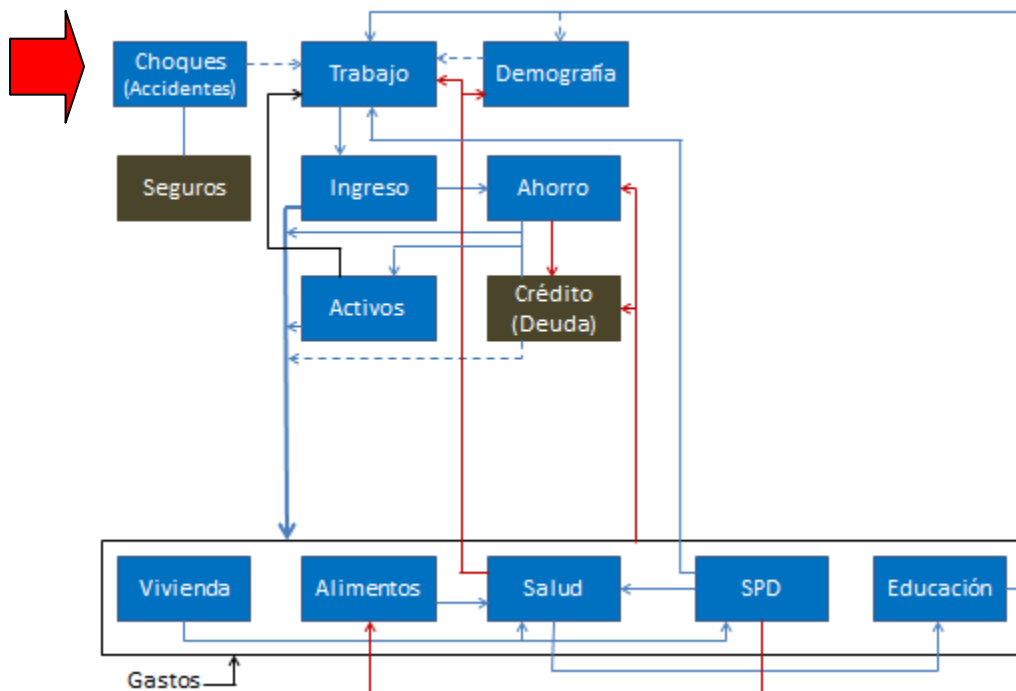 Choques
(Accidentes)
Trabajo
Demografía
Seguros
Ingreso
Ahorro
Activos
Crédito
(Deuda)
Vivienda
Alimentos
Salud
SPD
Educación
Gastos